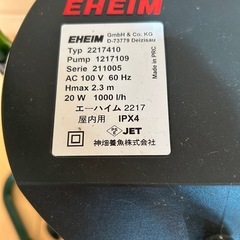 EHEIM
EHEIM GmbH & Co. KG
D-73779 Deizisau
Typ 2217410
Made in PRC
Pump 1217109
Serie 211005
AC 100 V 60 Hz
Hmax 2.3 m
20 W 1000 l/h
エーハイム 2217
屋内用 IPX4
JET
神畑養魚株式会社